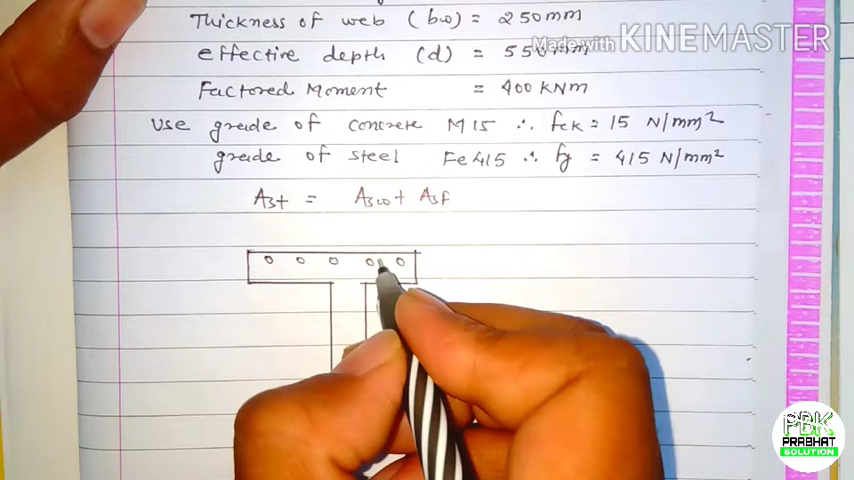 Thickness of web (bw) = 250mm
effective depth (d) = 550mm
Made with KINEMASTER
Factored Moment = 400 KNm
Use grade of concrete M15 ∴ fck = 15 N/mm²
grade of steel Fe415 ∴ fy = 415 N/mm²
Ast = Asw + Asf
PBK
PRABHAT
SOLUTION